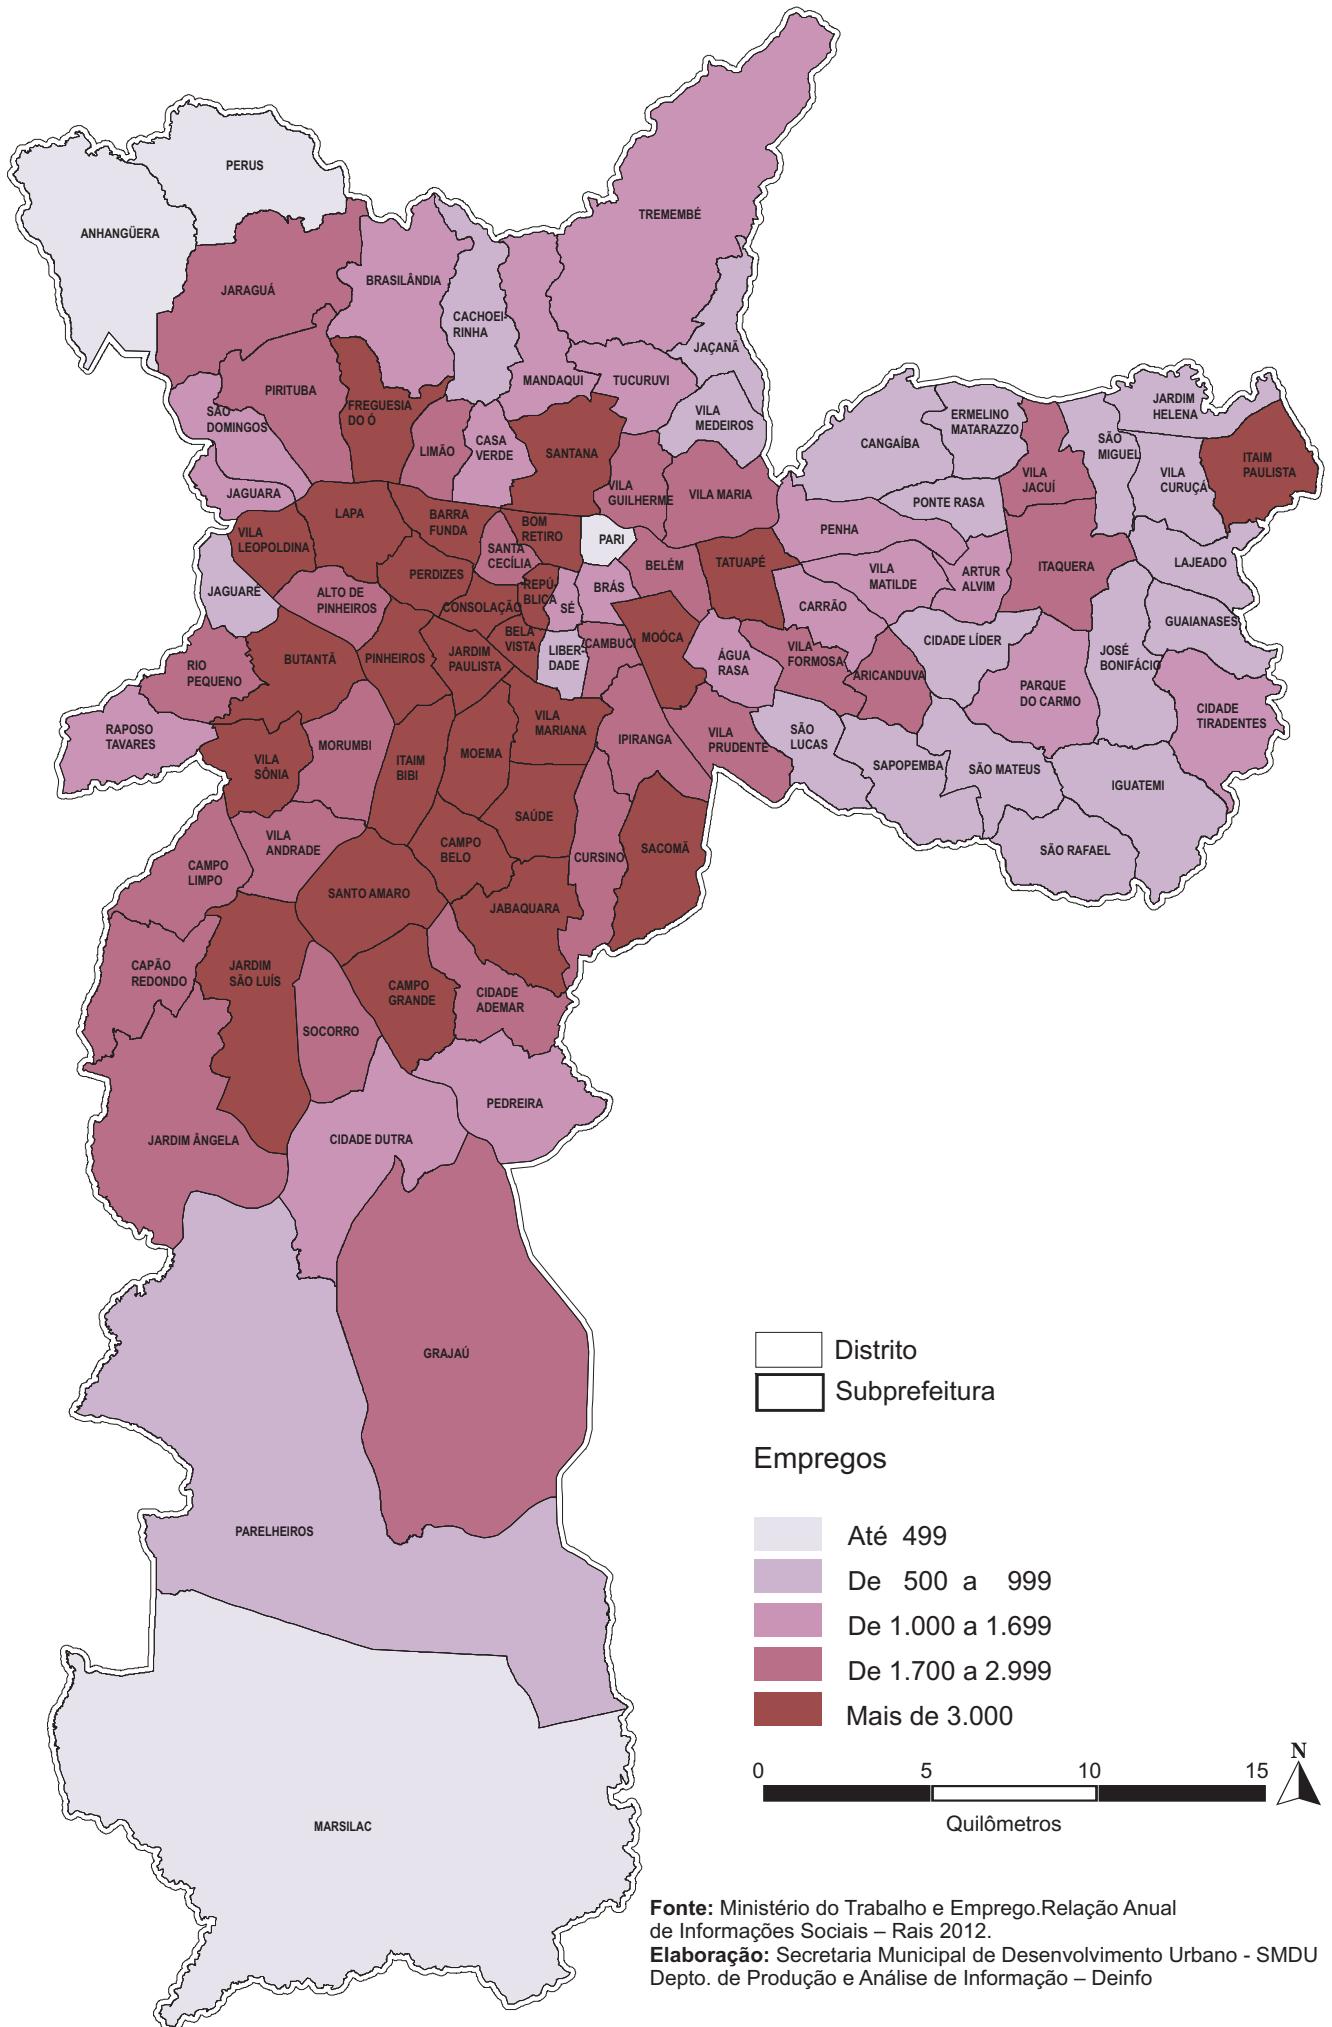 PERUS
ANHANGÜERA
TREMEMBÉ
JARAGUÁ
BRASILÂNDIA
CACHOEI-
RINHA
JAÇANÃ
MANDAQUI
TUCURUVI
PIRITUBA
SÃO
DOMINGOS
FREGUESIA
DO Ó
LIMÃO
CASA
VERDE
SANTANA
VILA
MEDEIROS
CANGAÍBA
ERMELINO
MATARAZZO
JARDIM
HELENA
SÃO
MIGUEL
VILA
JACUÍ
VILA
CURUÇÁ
ITAIM
PAULISTA
JAGUARA
VILA
GUILHERME
VILA MARIA
PONTE RASA
PENHA
LAPA
BARRA
FUNDA
BOM
RETIRO
PARI
VILA
LEOPOLDINA
SANTA
CECÍLIA
PERDIZES
BELÉM
TATUAPÉ
VILA
MATILDE
ARTUR
ALVIM
ITAQUERA
LAJEADO
JAGUARÉ
ALTO DE
PINHEIROS
REPÚ-
BLICA
SÉ
BRÁS
CONSOLAÇÃO
CARRÃO
GUAIANASES
BELA
VISTA
LIBER-
DADE
CAMBUCI
MOÓCA
CIDADE LÍDER
JOSÉ
BONIFÁCIO
RIO
PEQUENO
BUTANTÃ
PINHEIROS
JARDIM
PAULISTA
ÁGUA
RASA
VILA
FORMOSA
ARICANDUVA
PARQUE
DO CARMO
CIDADE
TIRADENTES
RAPOSO
TAVARES
VILA
SÔNIA
MORUMBI
ITAIM
BIBI
MOEMA
VILA
MARIANA
IPIRANGA
VILA
PRUDENTE
SÃO
LUCAS
SAPOPEMBA
SÃO MATEUS
IGUATEMI
SAÚDE
VILA
ANDRADE
CAMPO
BELO
CURSINO
SACOMÃ
SÃO RAFAEL
CAMPO
LIMPO
SANTO AMARO
JABAQUARA
CAPÃO
REDONDO
JARDIM
SÃO LUÍS
CAMPO
GRANDE
CIDADE
ADEMAR
SOCORRO
PEDREIRA
JARDIM ÂNGELA
CIDADE DUTRA
GRAJAÚ
PARELHEIROS
MARSILAC
Distrito
Subprefeitura
Empregos
Até 499
De 500 a 999
De 1.000 a 1.699
De 1.700 a 2.999
Mais de 3.000
0 5 10 15
N
Quilômetros
Fonte: Ministério do Trabalho e Emprego.Relação Anual
de Informações Sociais – Rais 2012.
Elaboração: Secretaria Municipal de Desenvolvimento Urbano - SMDU
Depto. de Produção e Análise de Informação – Deinfo